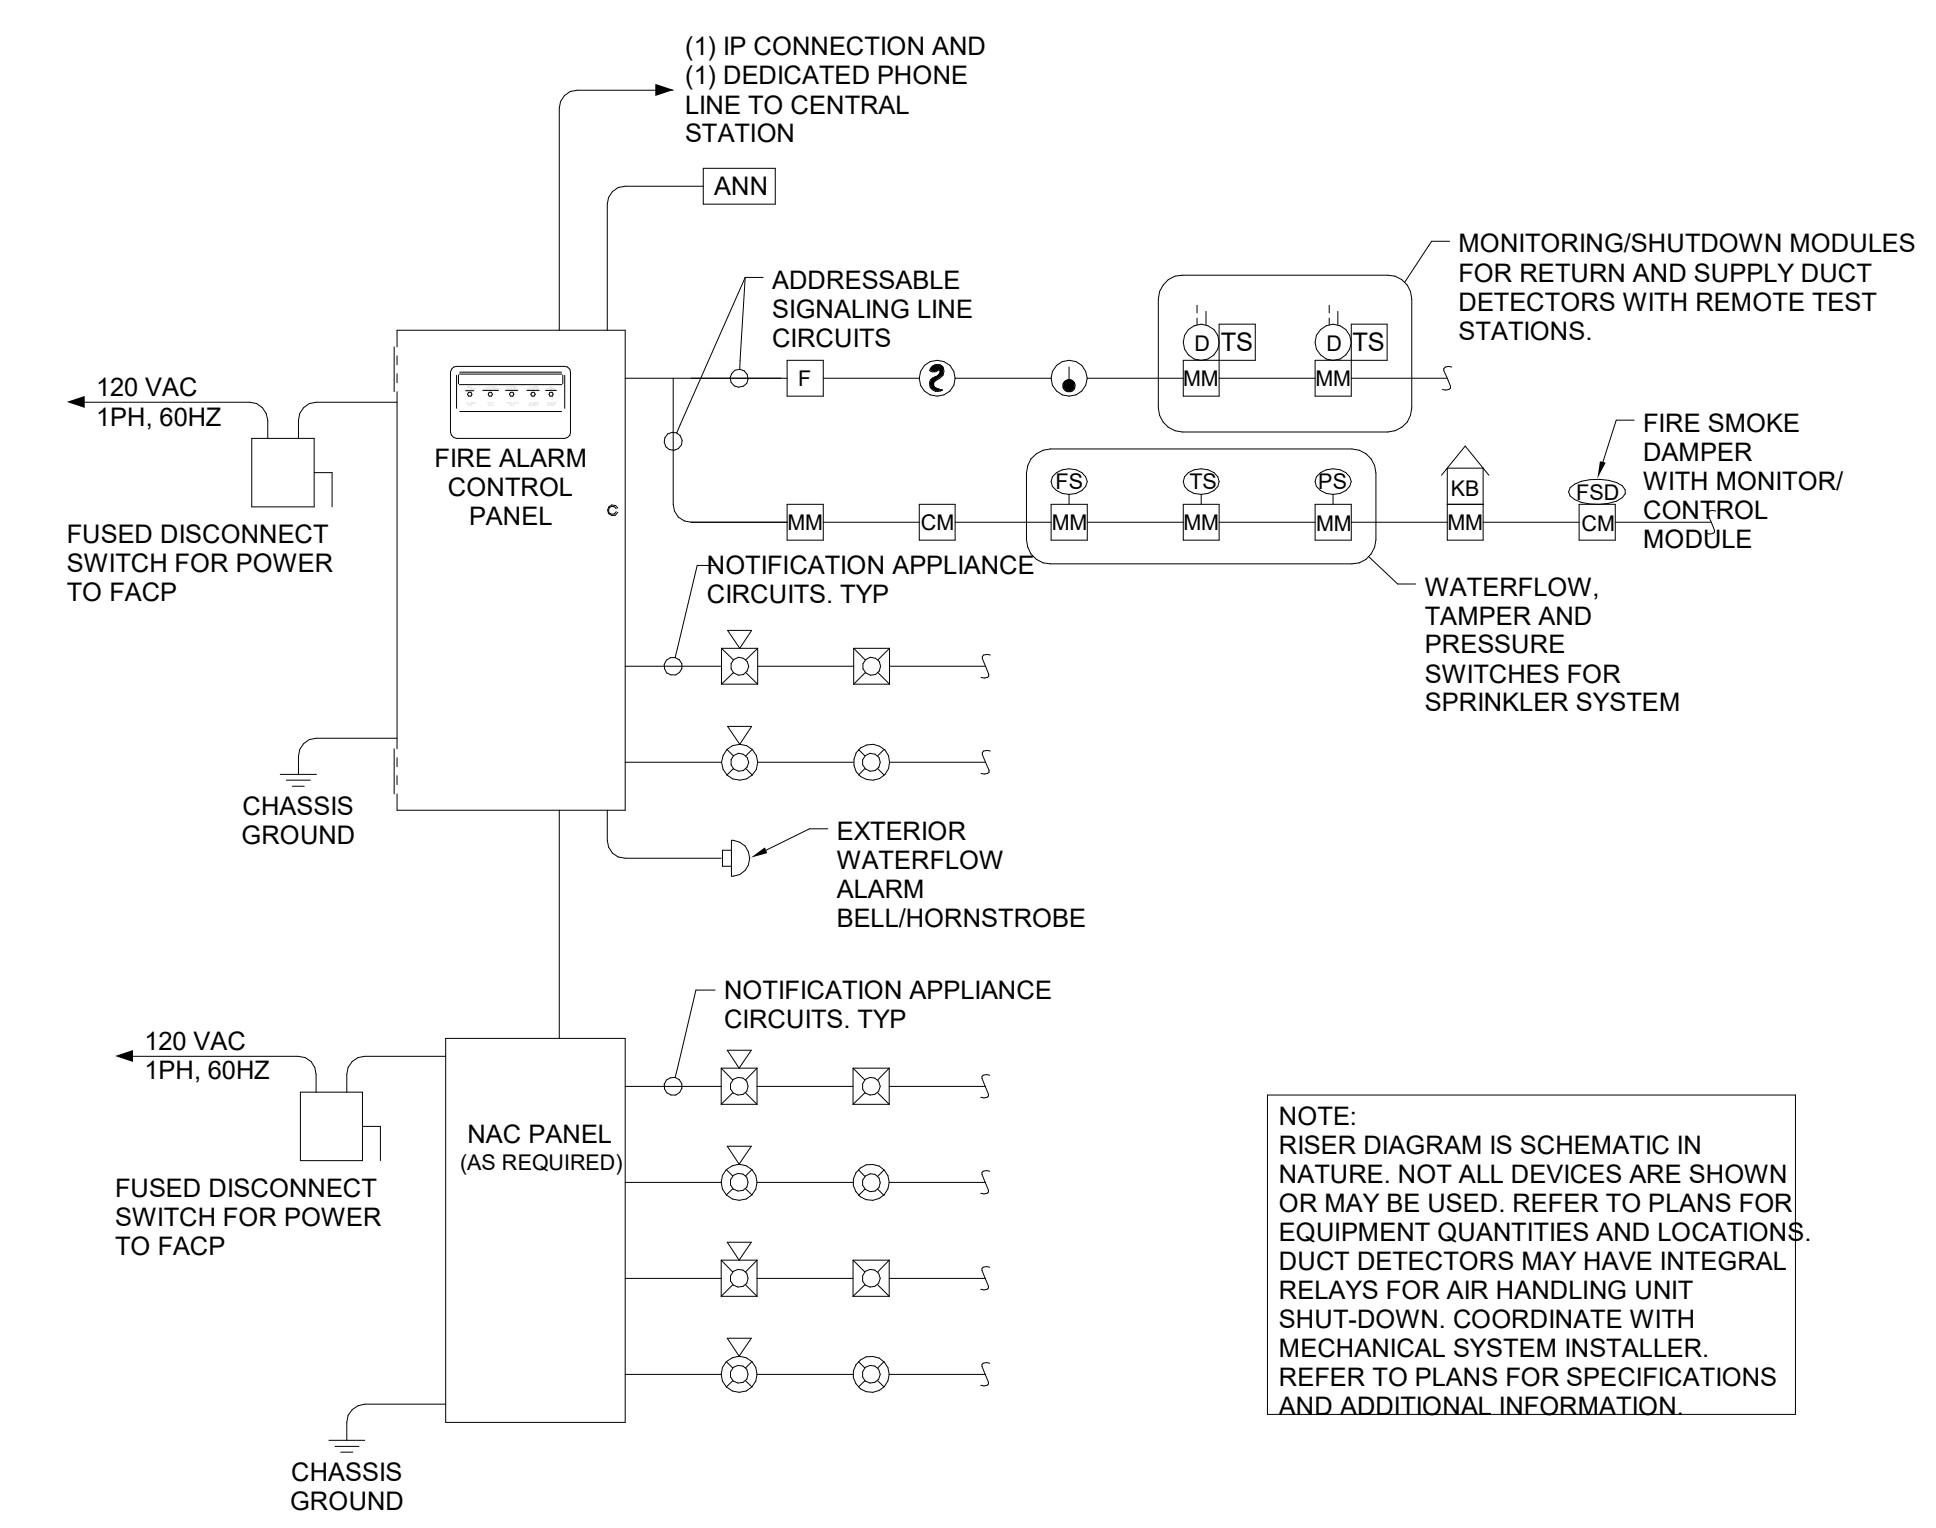 (1) IP CONNECTION AND
(1) DEDICATED PHONE
LINE TO CENTRAL
STATION
ANN
MONITORING/SHUTDOWN MODULES
FOR RETURN AND SUPPLY DUCT
DETECTORS WITH REMOTE TEST
STATIONS.
ADDRESSABLE
SIGNALING LINE
CIRCUITS
D TS
D TS
F
MM
MM
120 VAC
1PH, 60HZ
FIRE ALARM
CONTROL
PANEL
C
FUSED DISCONNECT
SWITCH FOR POWER
TO FACP
FIRE SMOKE
DAMPER
WITH MONITOR/
CONTROL
MODULE
FS
TS
PS
KB
FSD
MM
CM
MM
MM
MM
MM
CM
NOTIFICATION APPLIANCE
CIRCUITS. TYP
WATERFLOW,
TAMPER AND
PRESSURE
SWITCHES FOR
SPRINKLER SYSTEM
CHASSIS
GROUND
EXTERIOR
WATERFLOW
ALARM
BELL/HORNSTROBE
NOTIFICATION APPLIANCE
CIRCUITS. TYP
120 VAC
1PH, 60HZ
NAC PANEL
(AS REQUIRED)
FUSED DISCONNECT
SWITCH FOR POWER
TO FACP
CHASSIS
GROUND
NOTE:
RISER DIAGRAM IS SCHEMATIC IN
NATURE. NOT ALL DEVICES ARE SHOWN
OR MAY BE USED. REFER TO PLANS FOR
EQUIPMENT QUANTITIES AND LOCATIONS.
DUCT DETECTORS MAY HAVE INTEGRAL
RELAYS FOR AIR HANDLING UNIT
SHUT-DOWN. COORDINATE WITH
MECHANICAL SYSTEM INSTALLER.
REFER TO PLANS FOR SPECIFICATIONS
AND ADDITIONAL INFORMATION.